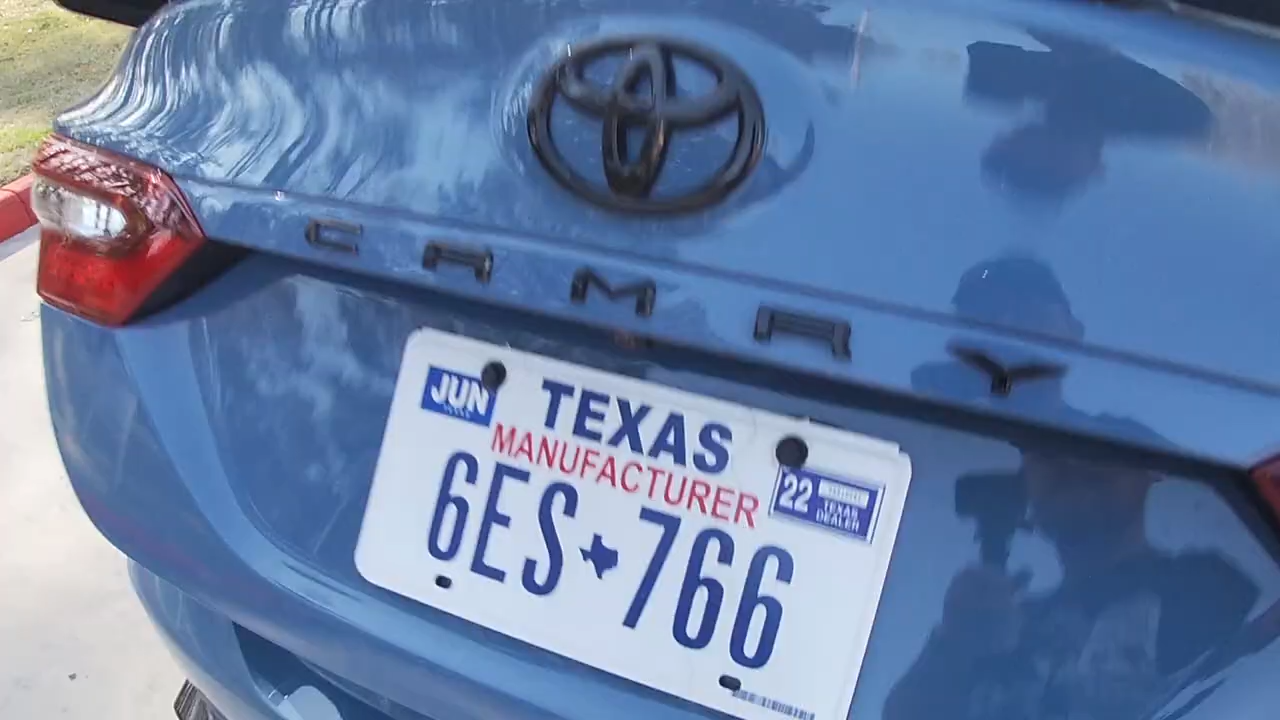 CAMRY
JUN
TEXAS
MANUFACTURER
22
TEXAS
DEALER
6ES 766